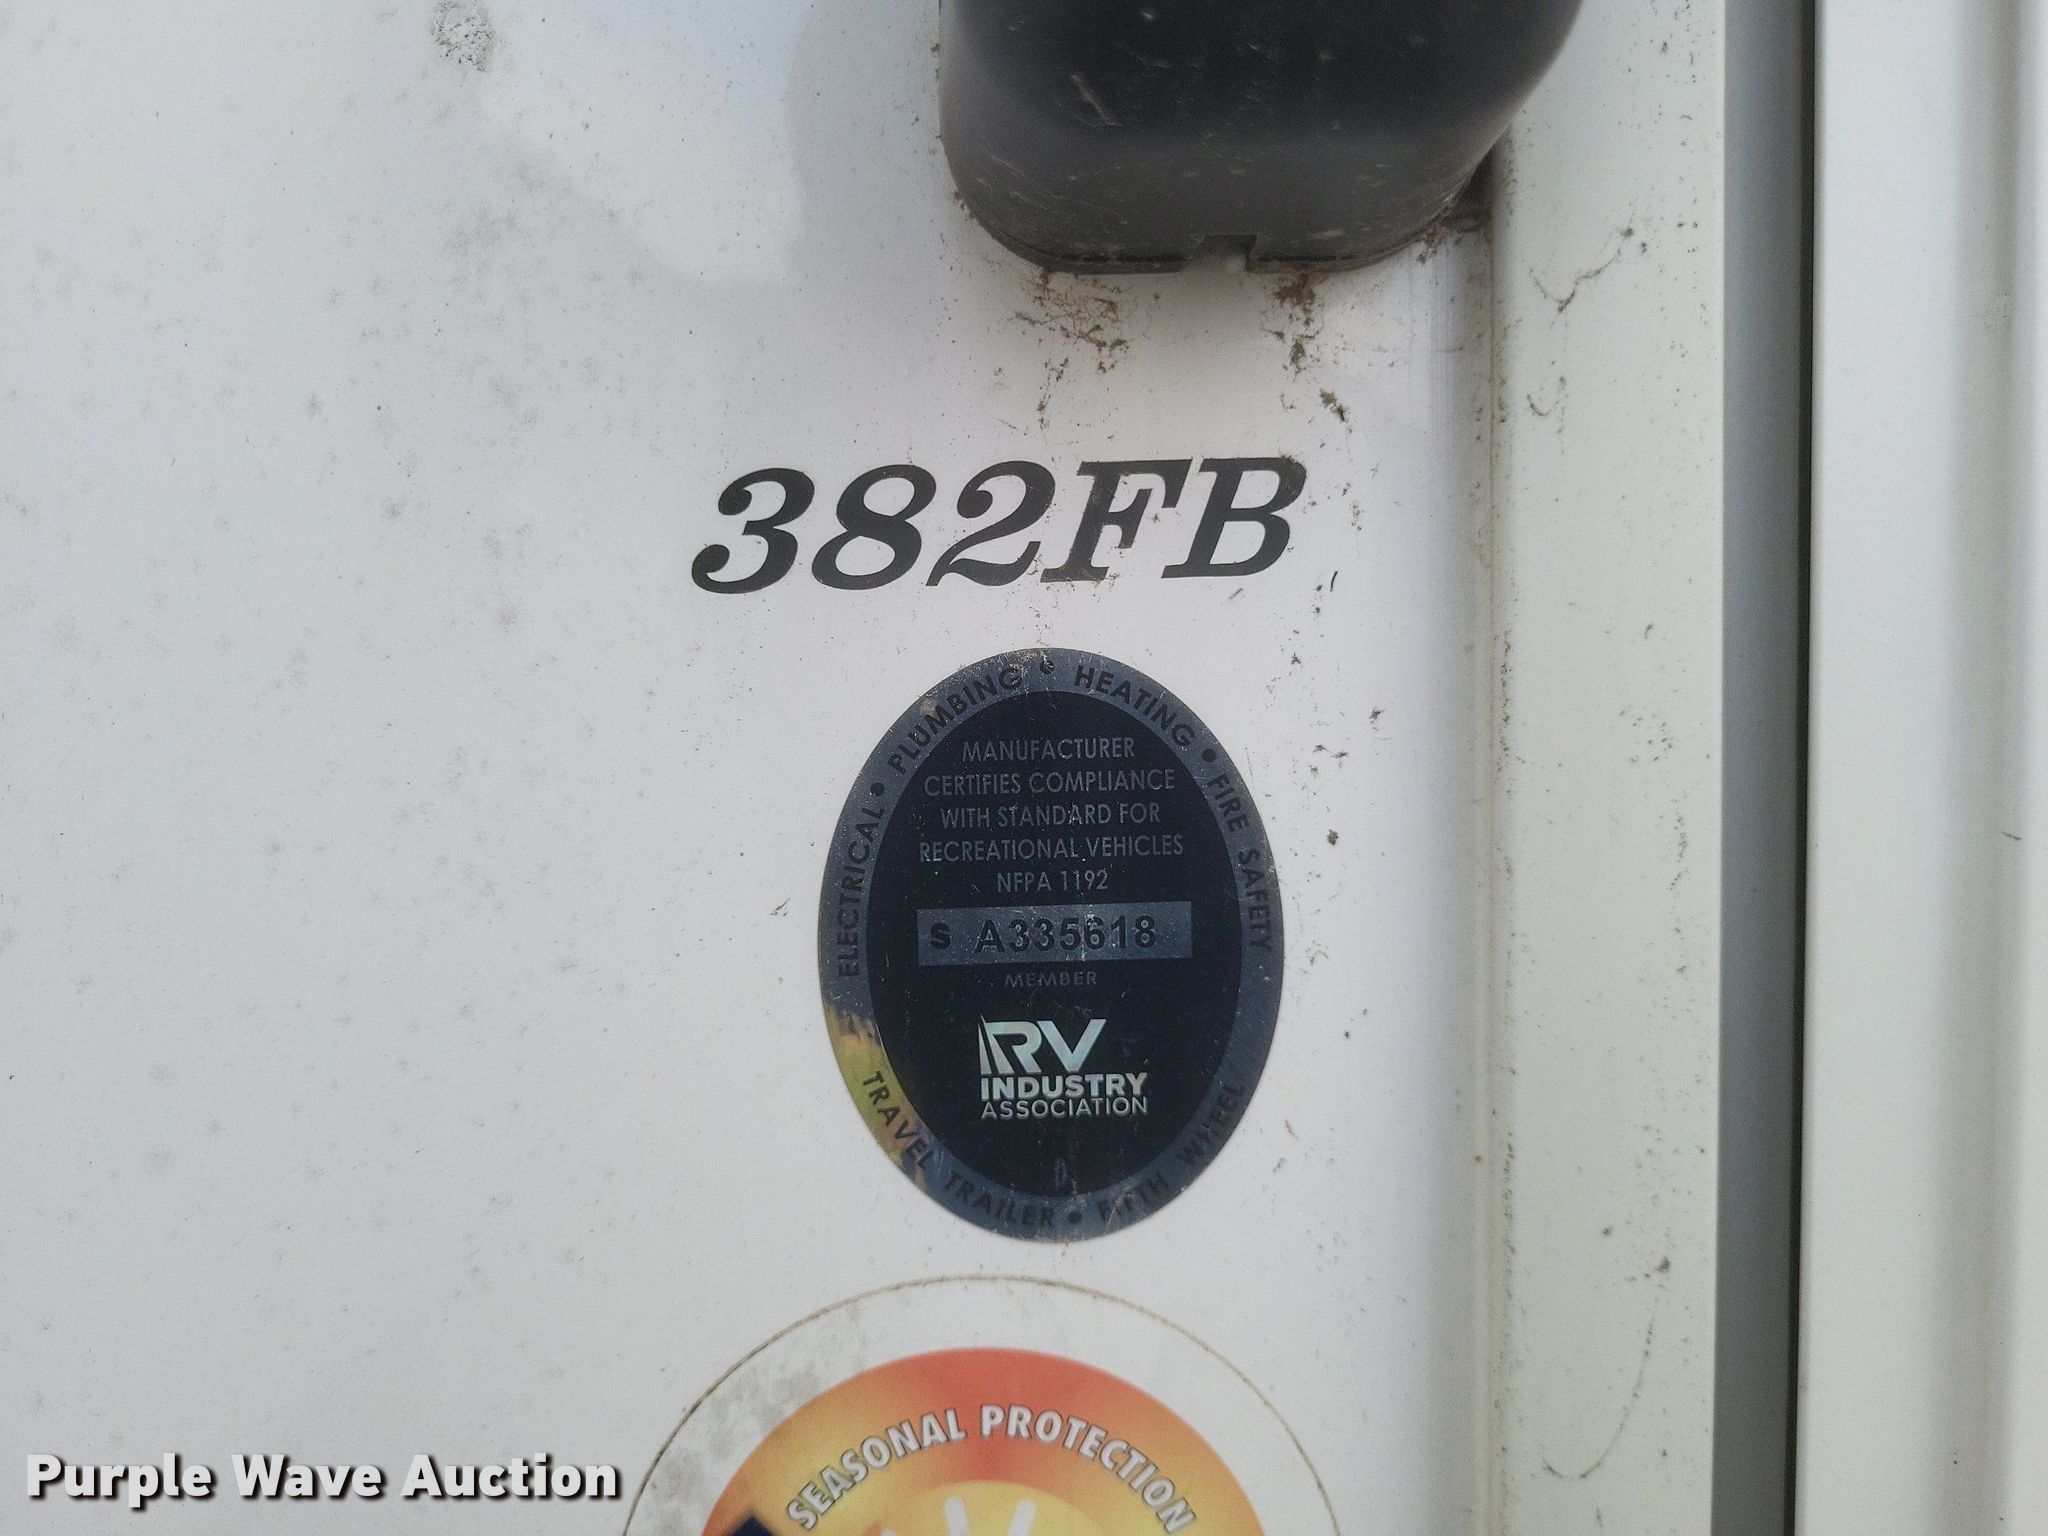 382FB
ELECTRICAL • PLUMBING • HEATING • FIRE SAFETY
MANUFACTURER
CERTIFIES COMPLIANCE
WITH STANDARD FOR
RECREATIONAL VEHICLES
NFPA 1192
S A335618
MEMBER
RV
INDUSTRY
ASSOCIATION
TRAVEL TRAILER • FIFTH WHEEL
SEASONAL PROTECTION
Purple Wave Auction